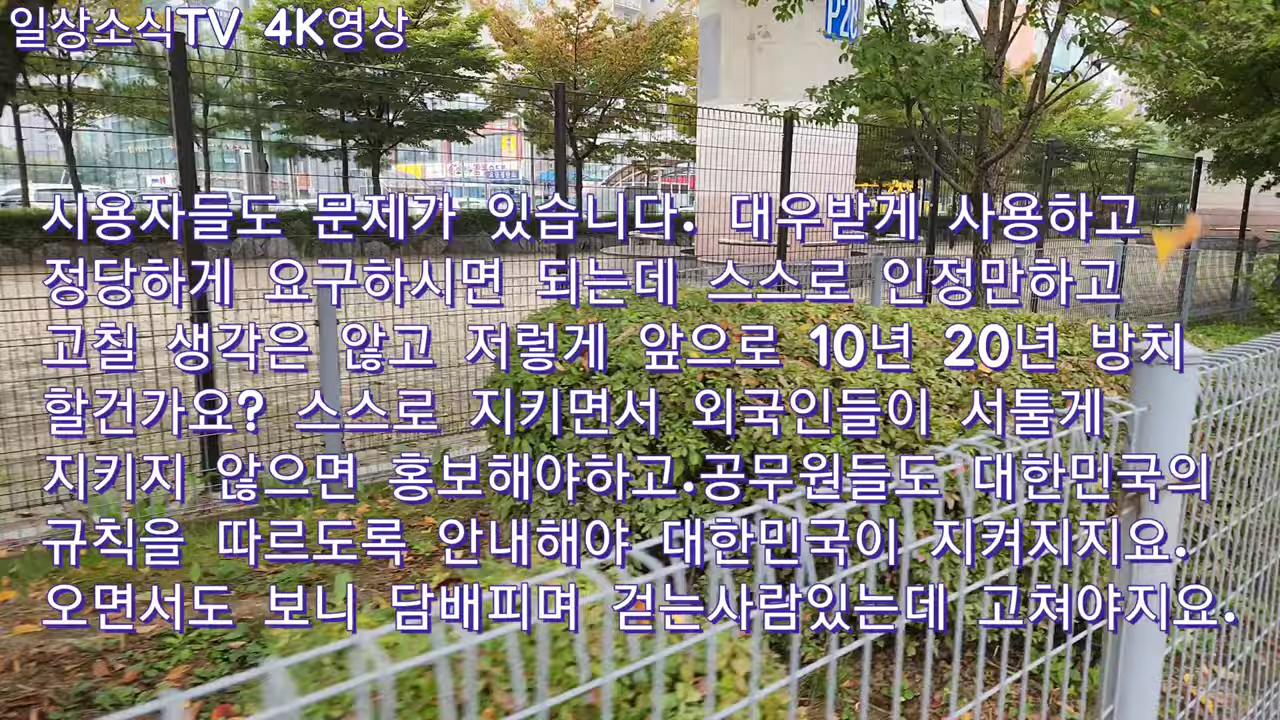 일상소식TV 4K영상
P28
시용자들도 문제가 있습니다. 대우받게 사용하고
정당하게 요구하시면 되는데 스스로 인정만하고
고칠 생각은 않고 저렇게 앞으로 10년 20년 방치
할건가요? 스스로 지키면서 외국인들이 서툴게
지키지 않으면 홍보해야하고.공무원들도 대한민국의
규칙을 따르도록 안내해야 대한민국이 지켜지지요.
오면서도 보니 담배피며 걷는사람있는데 고쳐야지요.